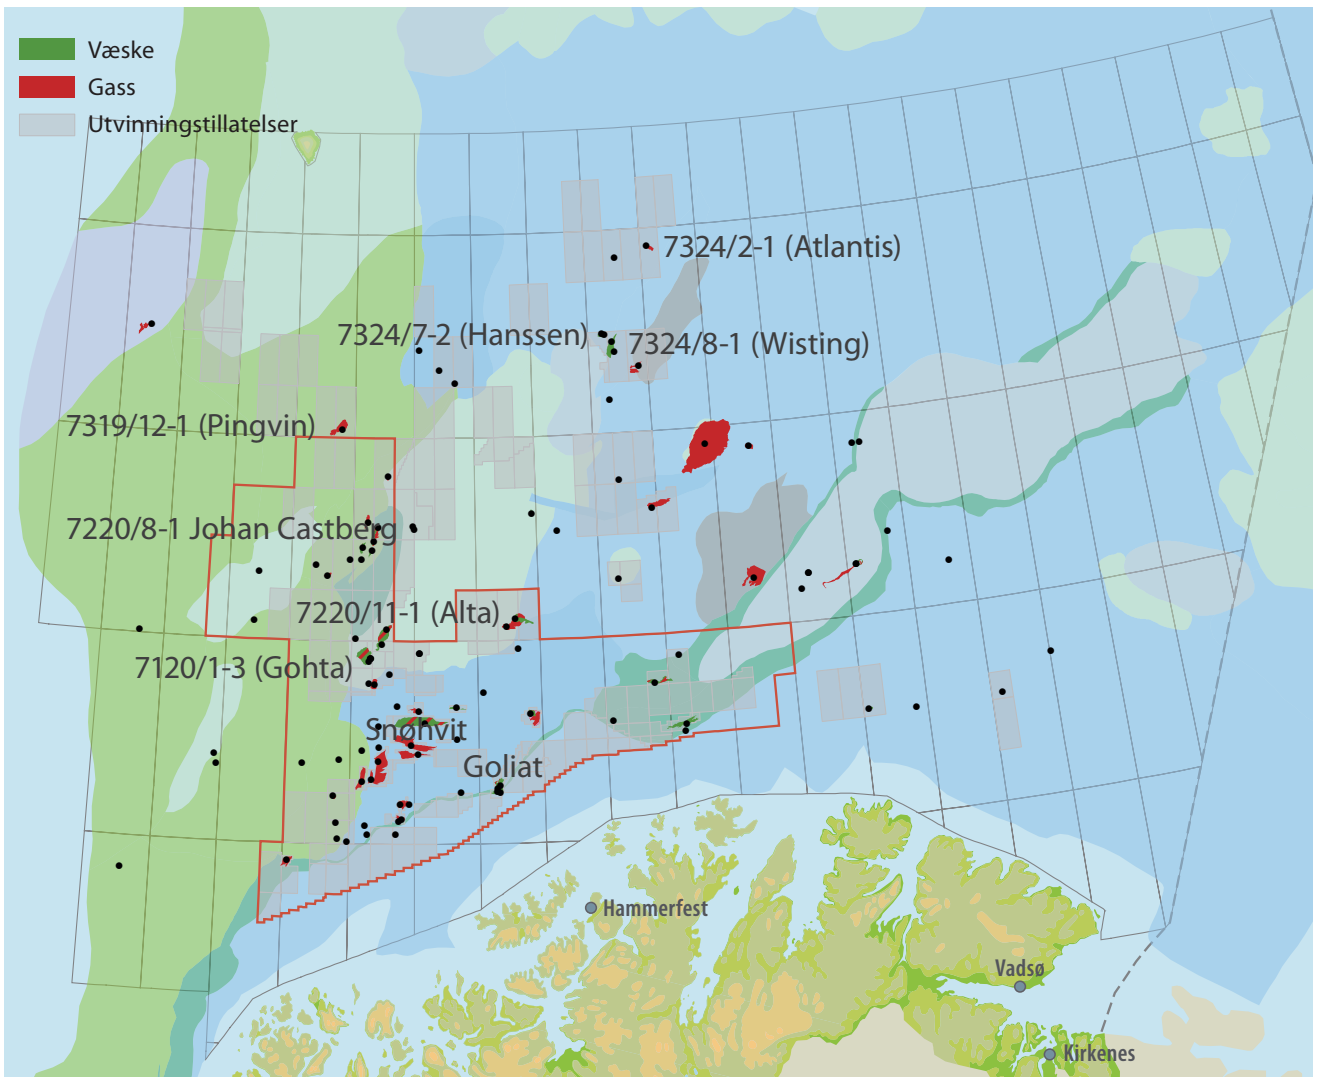 Væske
Gass
Utvinningstillatelser
7324/2-1 (Atlantis)
7324/7-2 (Hanssen)
7324/8-1 (Wisting)
7319/12-1 (Pingvin)
7220/8-1 Johan Castberg
7220/11-1 (Alta)
7120/1-3 (Gohta)
Snøhvit
Goliat
Hammerfest
Vadsø
Kirkenes